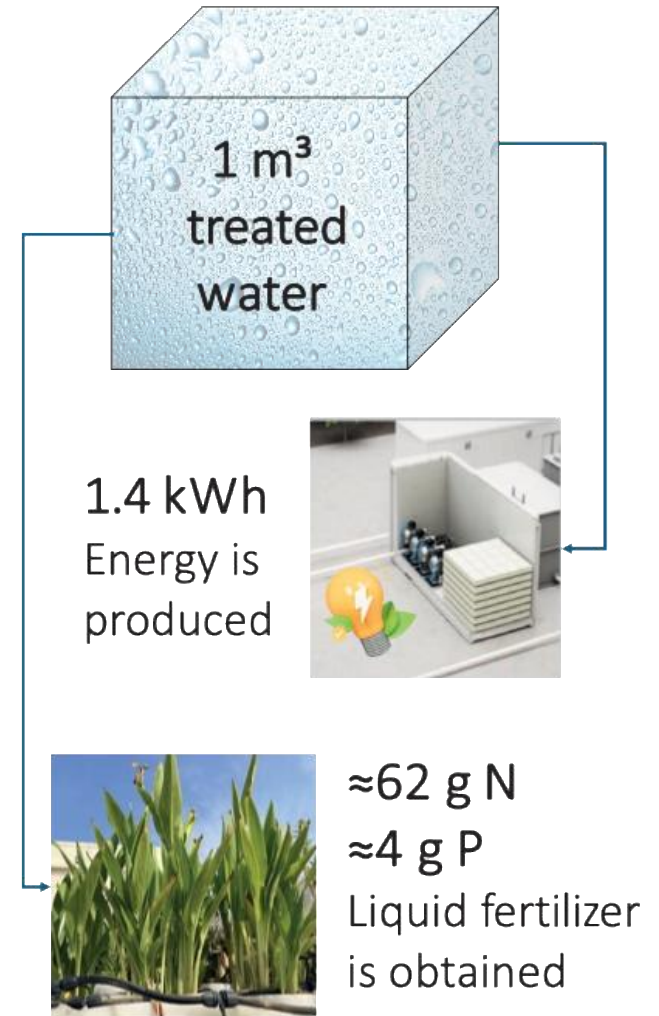 1 m³
treated
water
1.4 kWh
Energy is
produced
≈62 g N
≈4 g P
Liquid fertilizer
is obtained